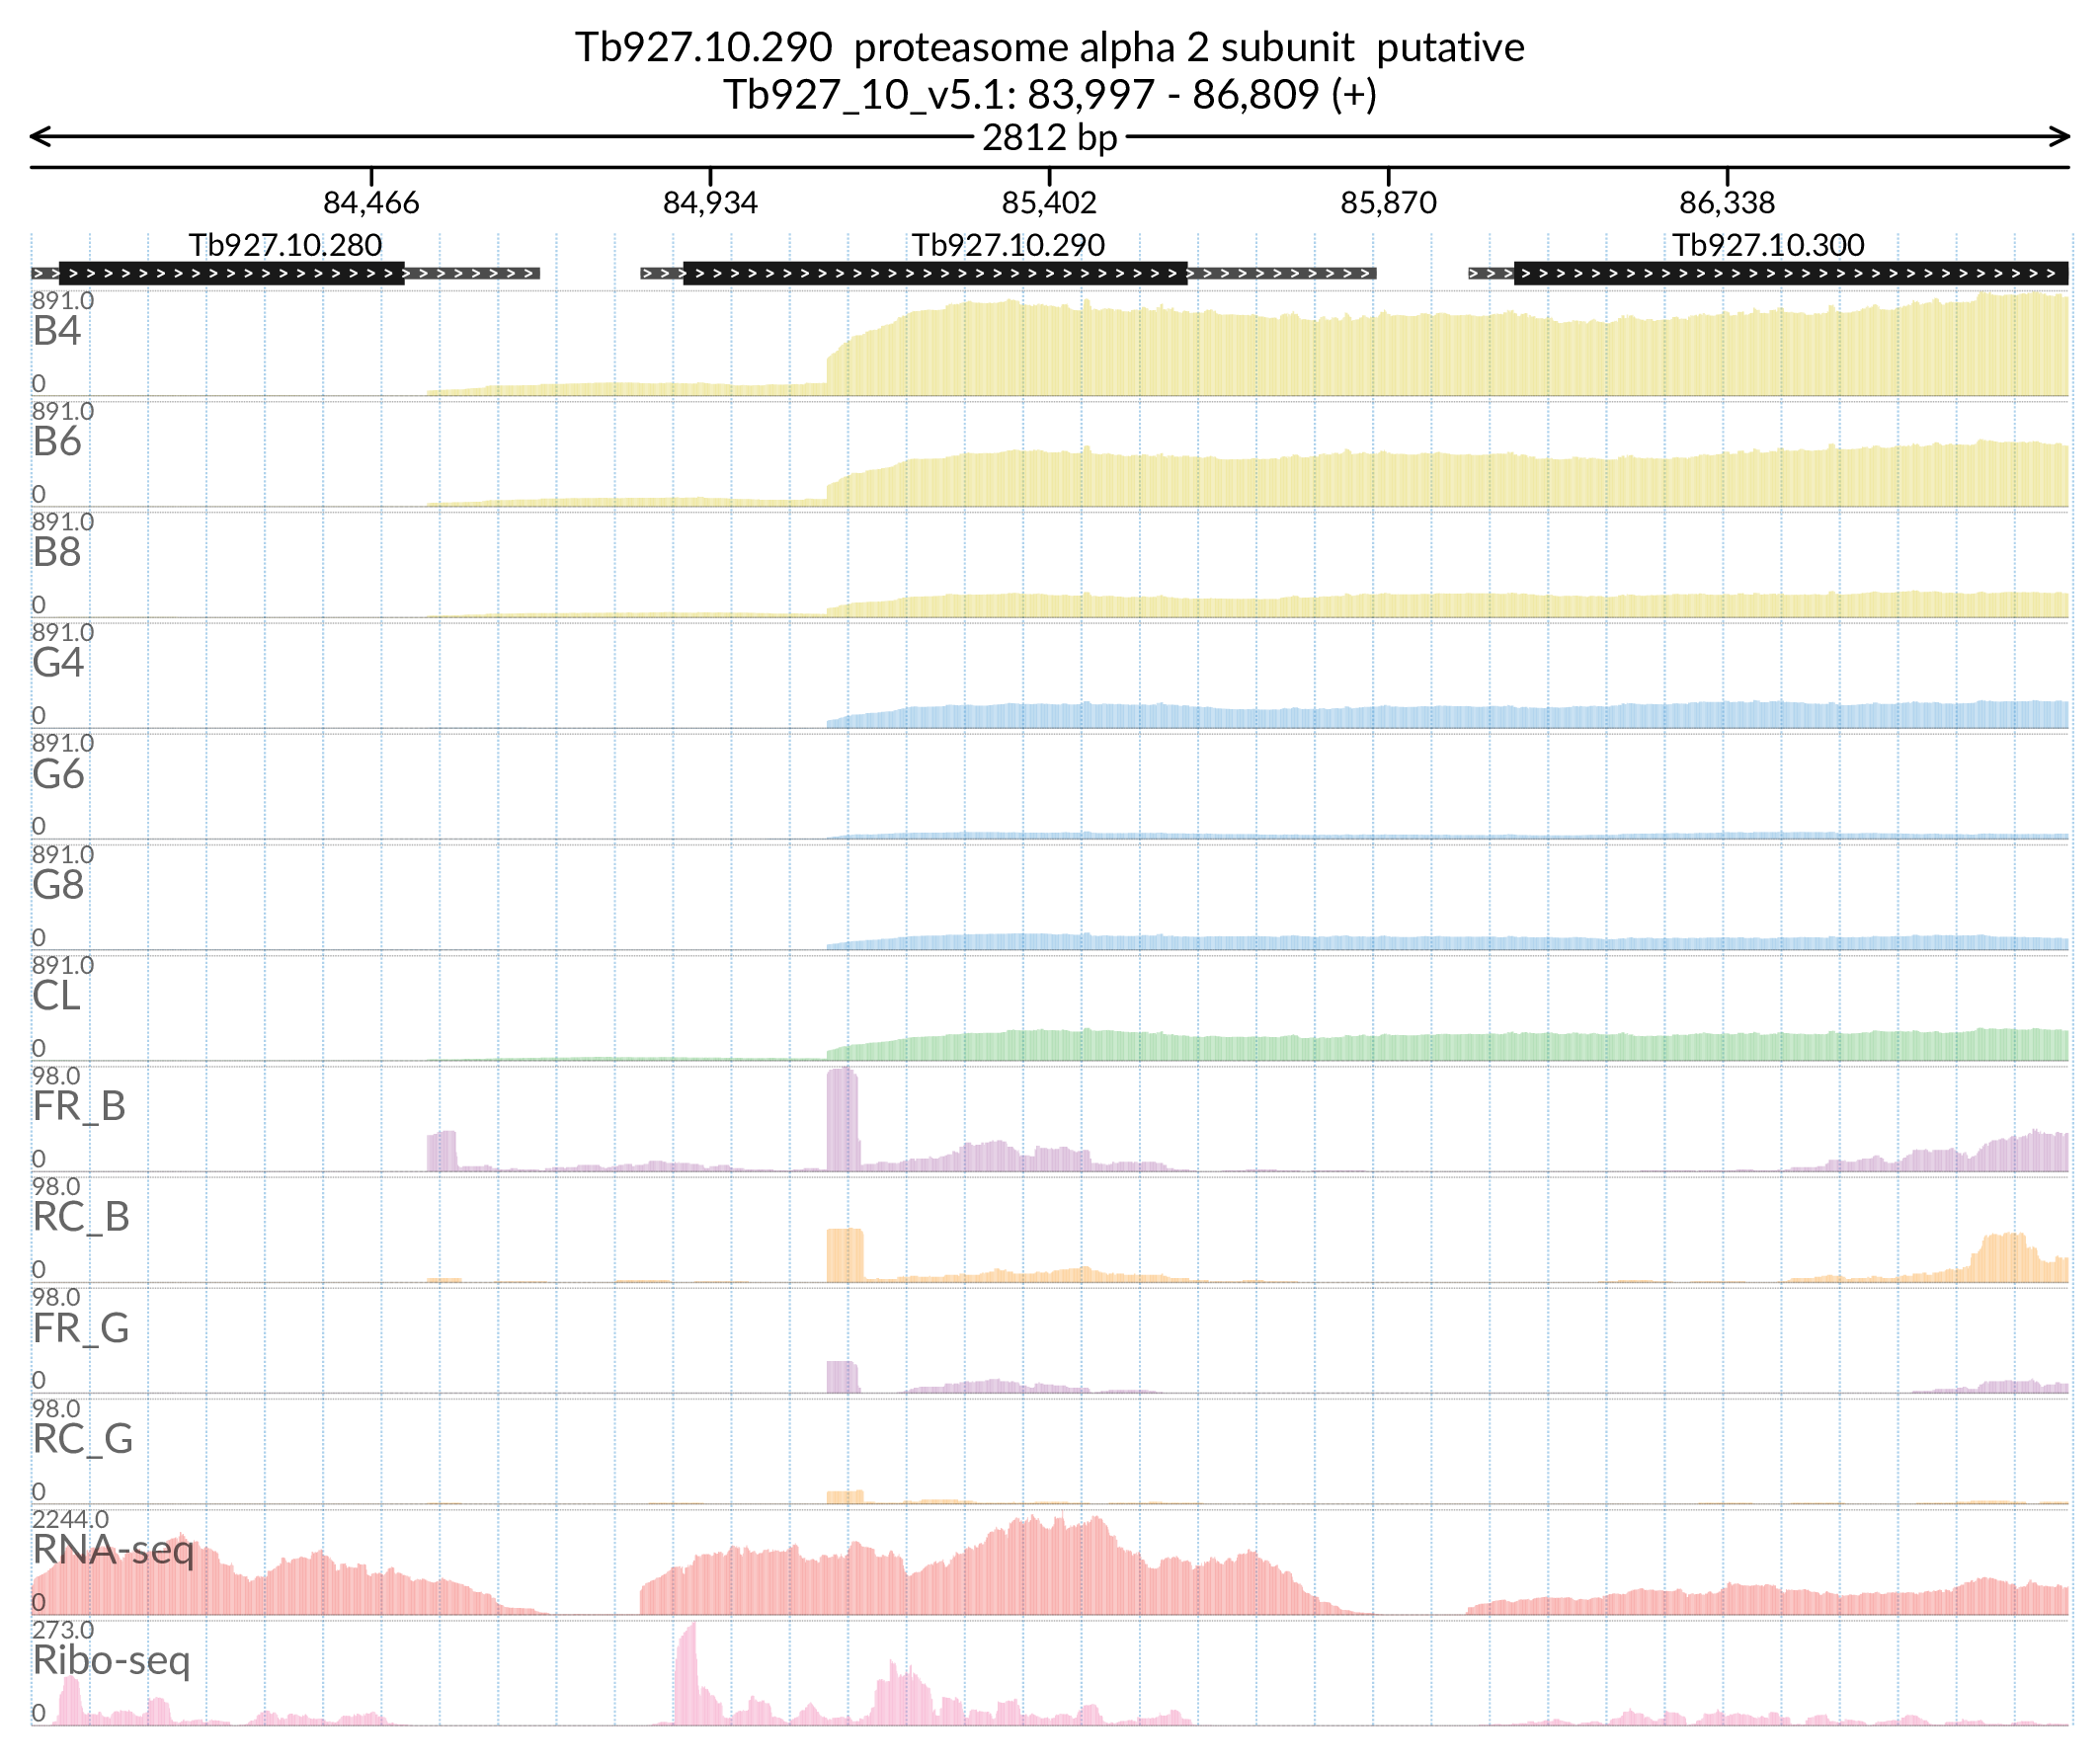 Tb927.10.290  proteasome alpha 2 subunit  putative
Tb927_10_v5.1: 83,997 - 86,809 (+)
2812 bp
84,466 84,934 85,402 85,870 86,338
Tb927.10.280 Tb927.10.290 Tb927.10.300
891.0
B4
0
891.0
B6
0
891.0
B8
0
891.0
G4
0
891.0
G6
0
891.0
G8
0
891.0
CL
0
98.0
FR_B
0
98.0
RC_B
0
98.0
FR_G
0
98.0
RC_G
0
2244.0
RNA-seq
0
273.0
Ribo-seq
0